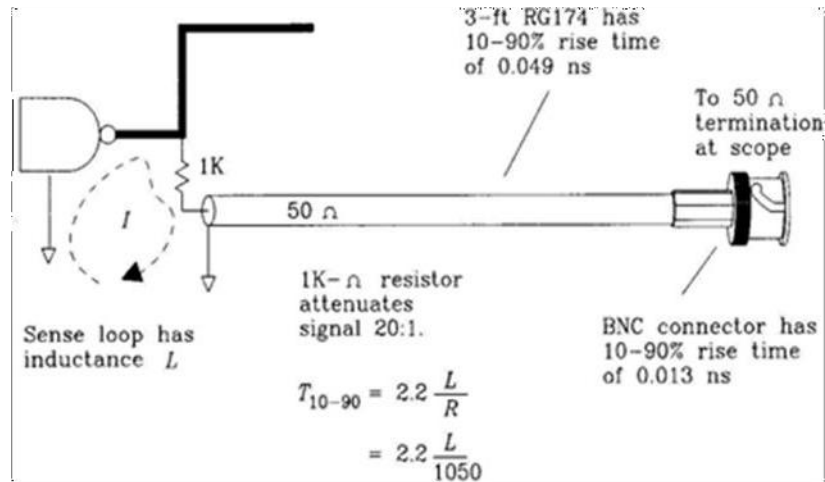 3-ft RG174 has
10-90% rise time
of 0.049 ns
To 50 Ω
termination
at scope
1K
50 Ω
I
1K-Ω resistor
attenuates
signal 20:1.
Sense loop has
inductance L
BNC connector has
10-90% rise time
of 0.013 ns
T10-90 = 2.2 L/R
= 2.2 L/1050